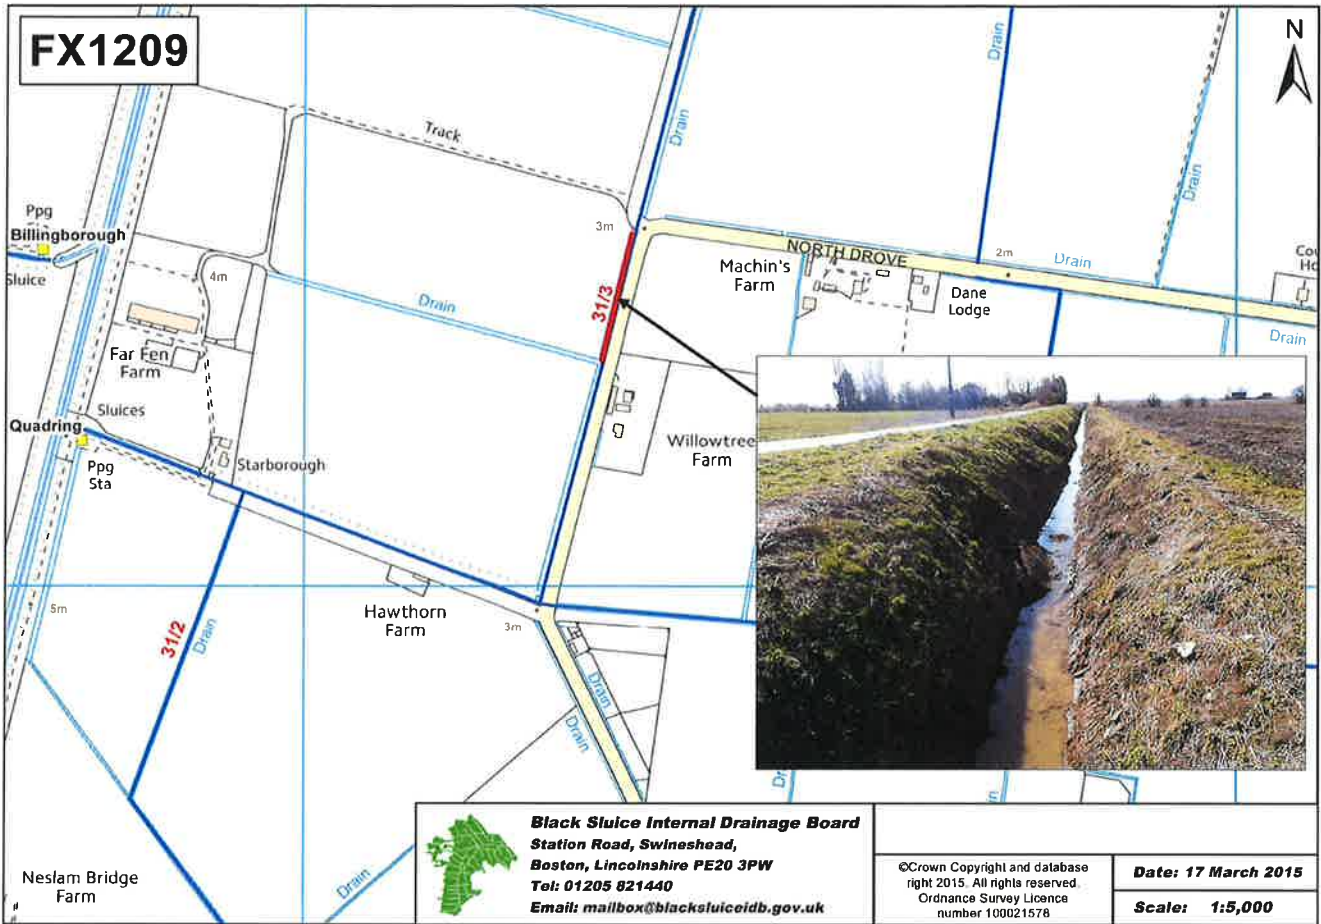 FX1209
N
Drain
Drain
Track
Drain
Ppg
Billingborough
Sluice
3m
4m
NORTH DROVE
2m
Drain
Machin's
Farm
Dane
Lodge
Drain
31/3
Drain
Far Fen
Farm
Sluices
Quadring
Ppg
Sta
Starborough
Willowtree
Farm
5m
31/2
Drain
Hawthorn
Farm
3m
Drain
Drain
Neslam Bridge
Farm
Drain
Black Sluice Internal Drainage Board
Station Road, Swineshead,
Boston, Lincolnshire PE20 3PW
Tel: 01205 821440
Email: mailbox@blacksluiceidb.gov.uk
©Crown Copyright and database
right 2015. All rights reserved.
Ordnance Survey Licence
number 100021578
Date: 17 March 2015
Scale: 1:5,000